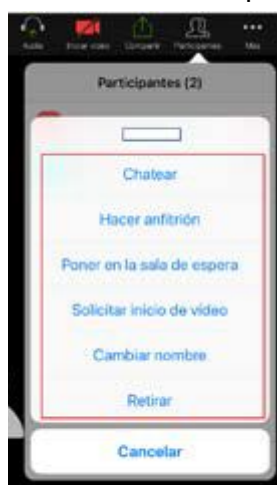 Audio Iniciar video Compartir Participantes Más
Participantes (2)
Chatear
Hacer anfitrión
Poner en la sala de espera
Solicitar inicio de vídeo
Cambiar nombre
Retirar
Cancelar